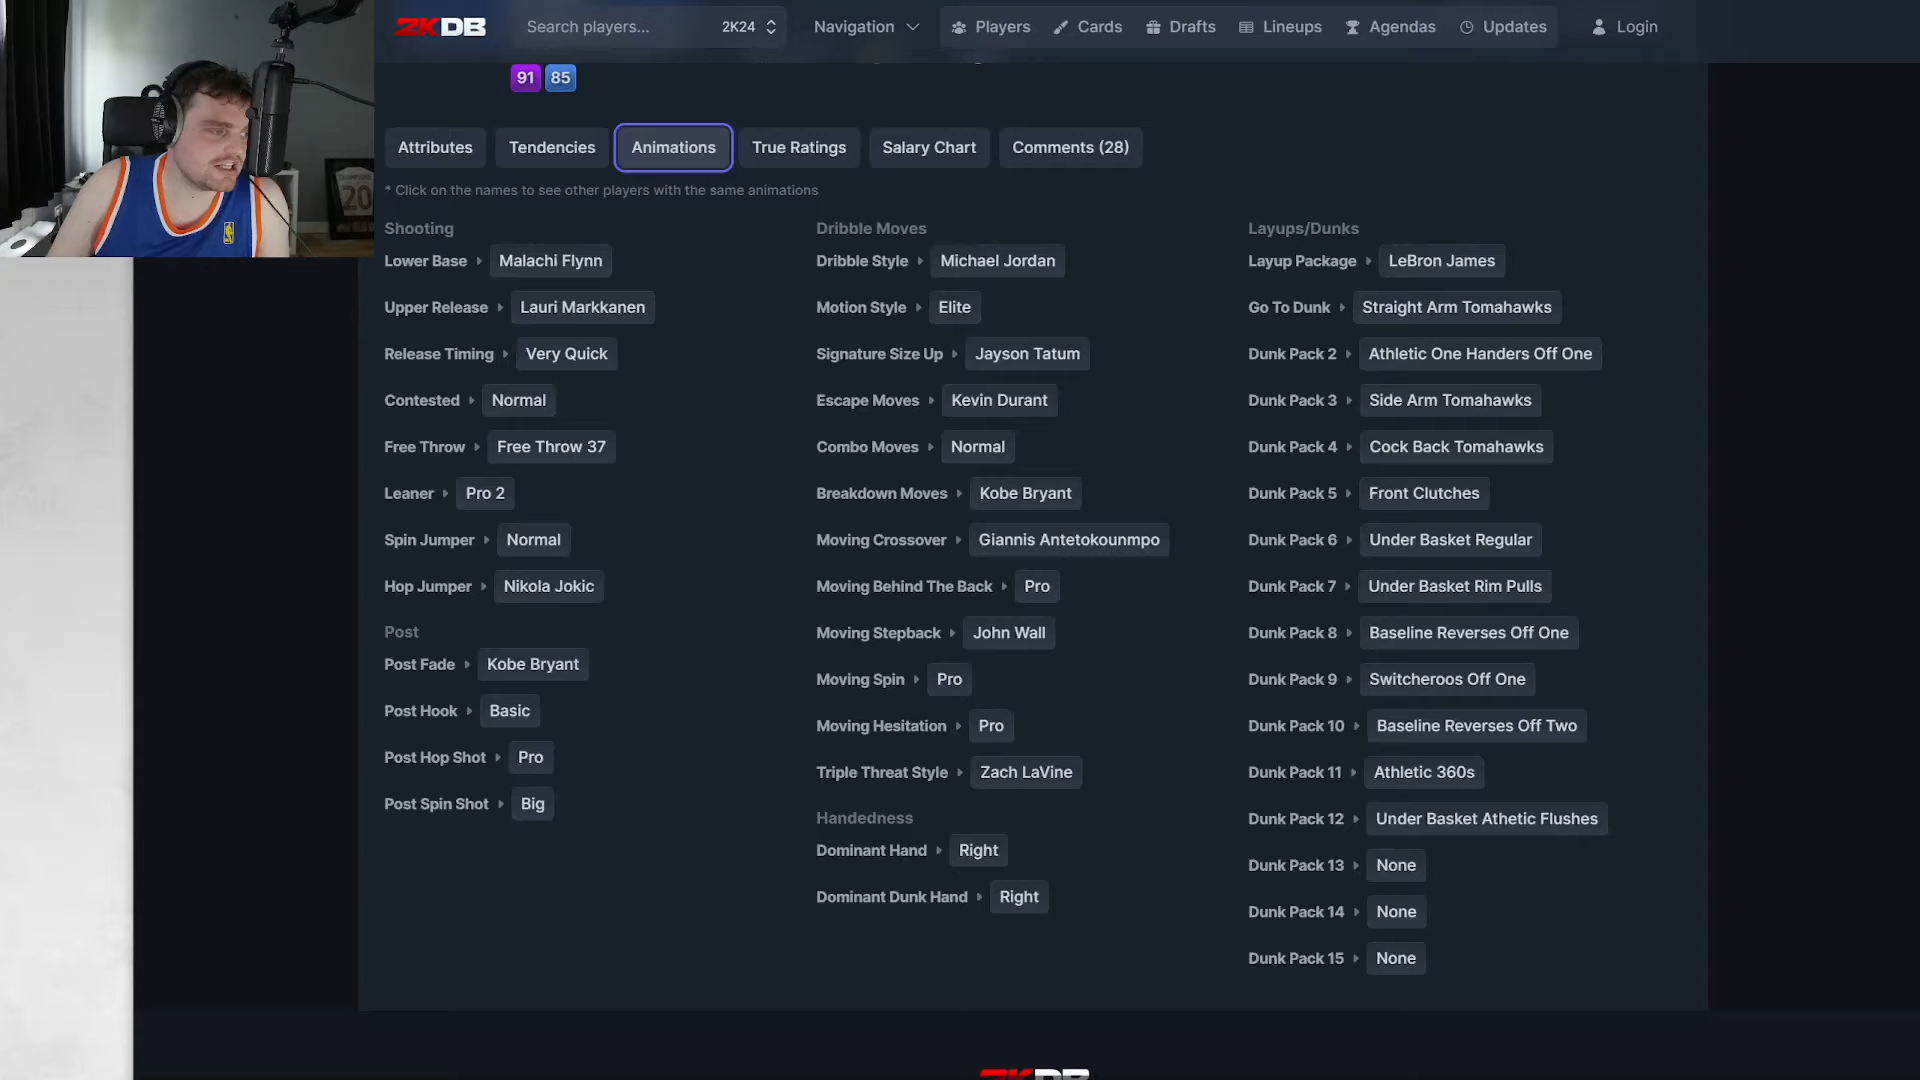 2KDB
Search players...
2K24
Navigation
Players
Cards
Drafts
Lineups
Agendas
Updates
Login
91 85
Attributes
Tendencies
Animations
True Ratings
Salary Chart
Comments (28)
* Click on the names to see other players with the same animations
Shooting
Lower Base Malachi Flynn
Upper Release Lauri Markkanen
Release Timing Very Quick
Contested Normal
Free Throw Free Throw 37
Leaner Pro 2
Spin Jumper Normal
Hop Jumper Nikola Jokic
Post
Post Fade Kobe Bryant
Post Hook Basic
Post Hop Shot Pro
Post Spin Shot Big
Dribble Moves
Dribble Style Michael Jordan
Motion Style Elite
Signature Size Up Jayson Tatum
Escape Moves Kevin Durant
Combo Moves Normal
Breakdown Moves Kobe Bryant
Moving Crossover Giannis Antetokounmpo
Moving Behind The Back Pro
Moving Stepback John Wall
Moving Spin Pro
Moving Hesitation Pro
Triple Threat Style Zach LaVine
Handedness
Dominant Hand Right
Dominant Dunk Hand Right
Layups/Dunks
Layup Package LeBron James
Go To Dunk Straight Arm Tomahawks
Dunk Pack 2 Athletic One Handers Off One
Dunk Pack 3 Side Arm Tomahawks
Dunk Pack 4 Cock Back Tomahawks
Dunk Pack 5 Front Clutches
Dunk Pack 6 Under Basket Regular
Dunk Pack 7 Under Basket Rim Pulls
Dunk Pack 8 Baseline Reverses Off One
Dunk Pack 9 Switcheroos Off One
Dunk Pack 10 Baseline Reverses Off Two
Dunk Pack 11 Athletic 360s
Dunk Pack 12 Under Basket Athetic Flushes
Dunk Pack 13 None
Dunk Pack 14 None
Dunk Pack 15 None
20
2KDB